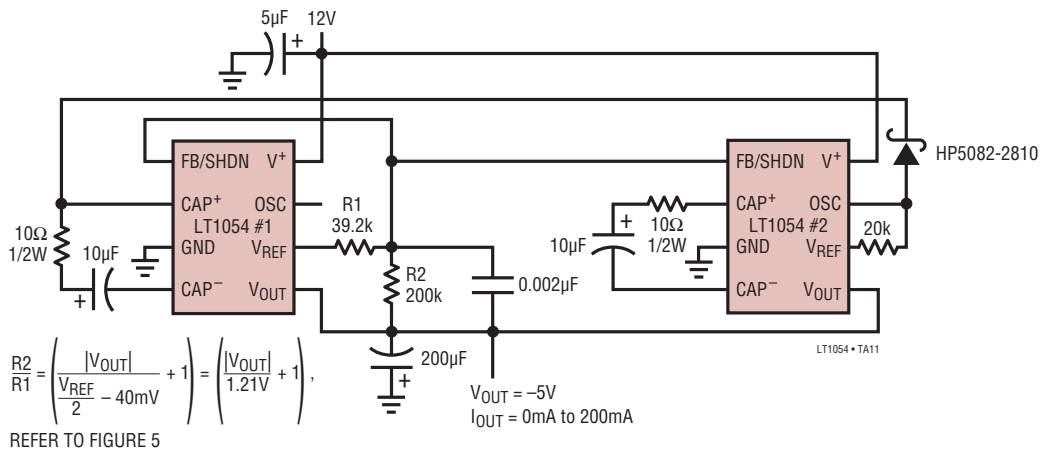 5µF 12V
+
FB/SHDN V+
CAP+ OSC
LT1054 #1
GND VREF
CAP– VOUT
10Ω
1/2W
10µF
+
R1
39.2k
R2
200k
0.002µF
200µF
+
VOUT = –5V
IOUT = 0mA to 200mA
+
10µF
10Ω
1/2W
FB/SHDN V+
CAP+ OSC
LT1054 #2
GND VREF
CAP– VOUT
20k
HP5082-2810
LT1054 • TA11
R2/R1 = (|VOUT|/(VREF/2 – 40mV) + 1) = (|VOUT|/1.21V + 1),
REFER TO FIGURE 5